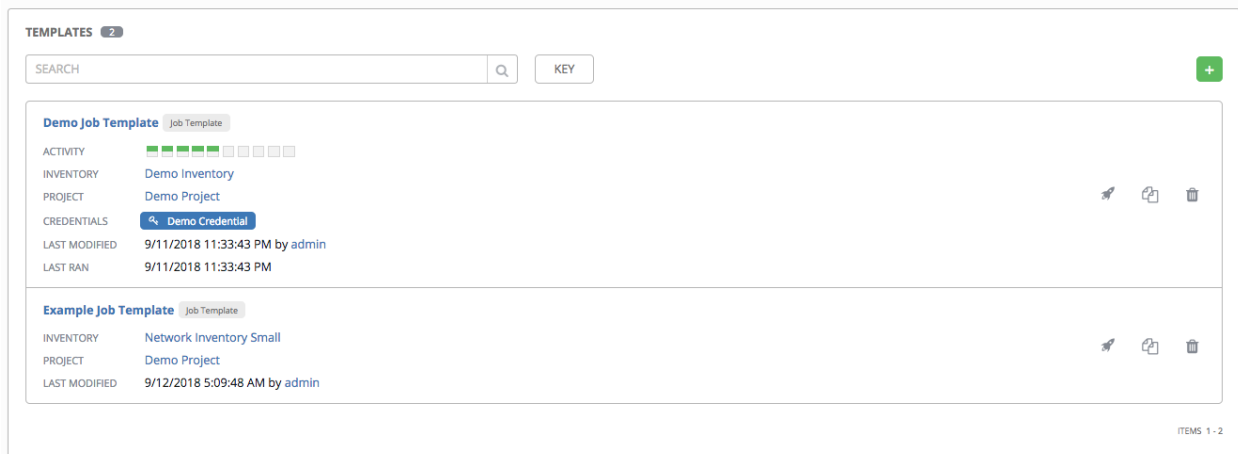 TEMPLATES 2
SEARCH KEY +
Demo Job Template Job Template
ACTIVITY
INVENTORY Demo Inventory
PROJECT Demo Project
CREDENTIALS Demo Credential
LAST MODIFIED 9/11/2018 11:33:43 PM by admin
LAST RAN 9/11/2018 11:33:43 PM
Example Job Template Job Template
INVENTORY Network Inventory Small
PROJECT Demo Project
LAST MODIFIED 9/12/2018 5:09:48 AM by admin
ITEMS 1 - 2